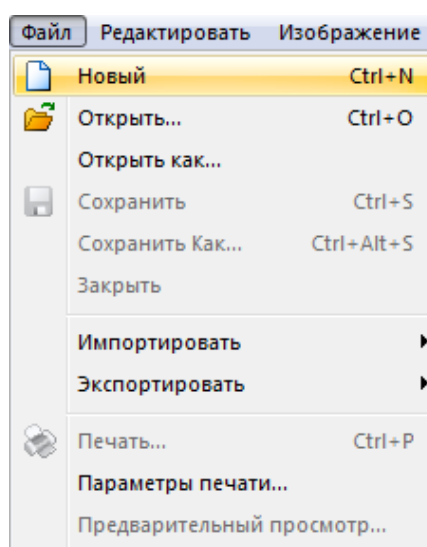 Файл Редактировать Изображение
Новый Ctrl+N
Открыть... Ctrl+O
Открыть как...
Сохранить Ctrl+S
Сохранить Как... Ctrl+Alt+S
Закрыть
Импортировать
Экспортировать
Печать... Ctrl+P
Параметры печати...
Предварительный просмотр...